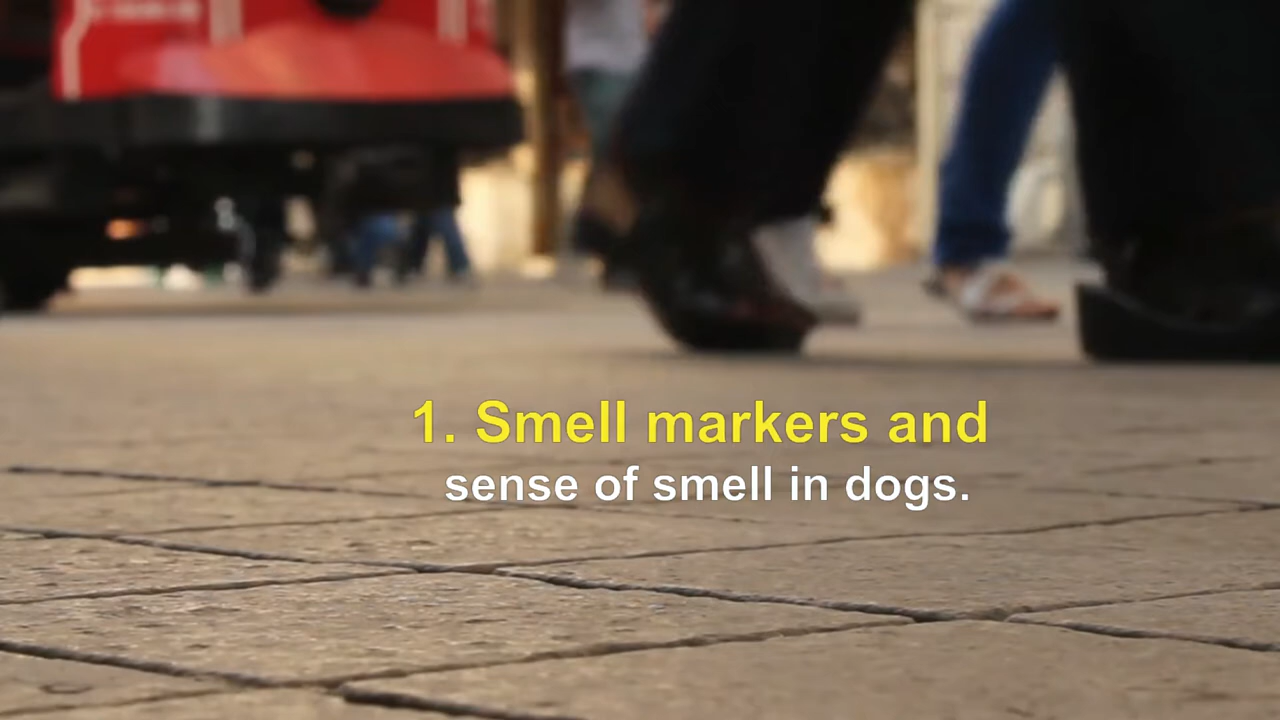 1. Smell markers and
sense of smell in dogs.